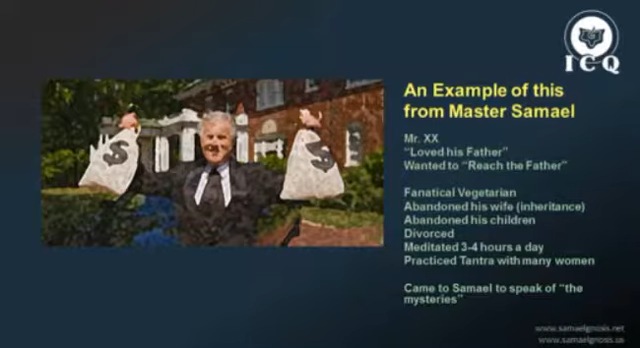 ICQ
An Example of this
from Master Samael
Mr. XX
“Loved his Father”
Wanted to “Reach the Father”
Fanatical Vegetarian
Abandoned his wife (inheritance)
Abandoned his children
Divorced
Meditated 3-4 hours a day
Practiced Tantra with many women
Came to Samael to speak of “the
mysteries”
$ $
www.samaelgnosis.net
www.samaelgnosis.us